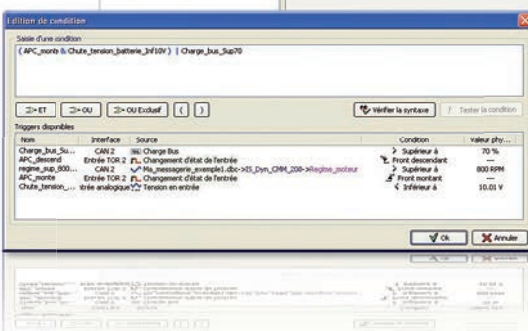 Edition de condition
Saisie d'une condition
( APC_monte & Chute_tension_batterie_Inf10V ) | Charge_bus_Sup70
ET OU OU Exclusif ( ) Vérifier la syntaxe Tester la condition
Triggers disponibles
Nom Interface Source Condition Valeur phy...
Charge_bus_Su... CAN 2 Charge Bus Supérieur à 70 %
APC_descend Entrée TOR 2 Changement d'état de l'entrée Front descendant ---
regime_sup_800... CAN 2 Ma_messagerie_exemple1.dbc->IS_Dyn_CMM_208->Regime_moteur Supérieur à 800 RPM
APC_monte Entrée TOR 2 Changement d'état de l'entrée Front montant ---
Chute_tension_... ntrée analogique Tension en entrée Inférieur à 10.01 V
Ok Annuler